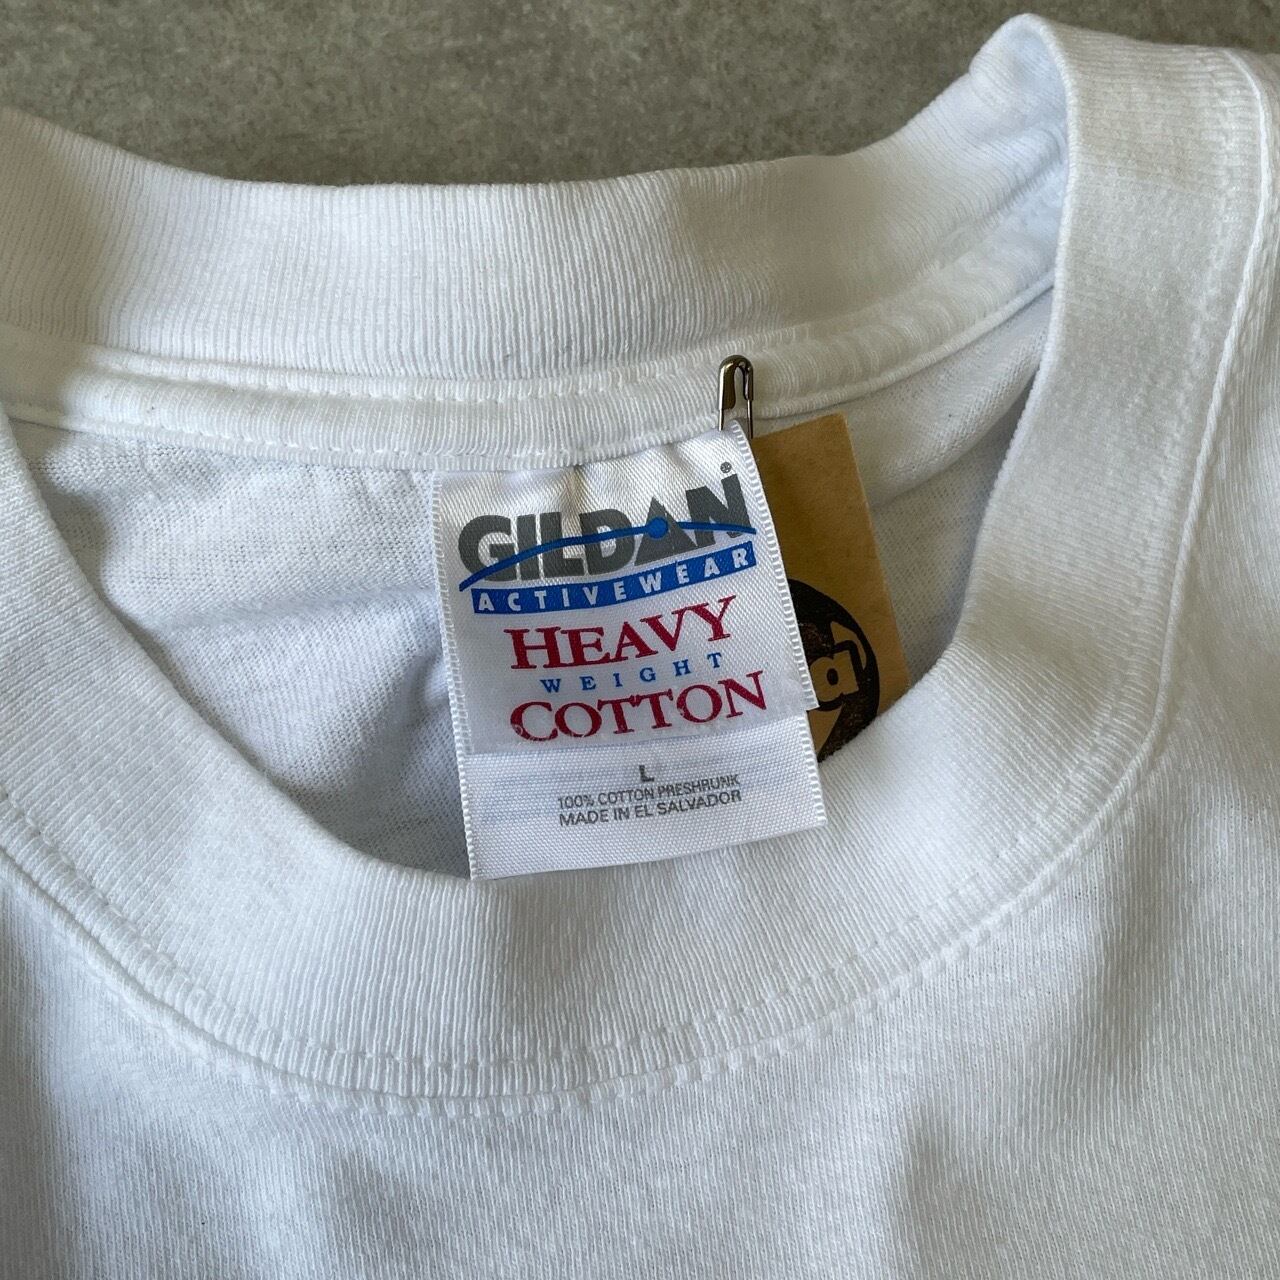 GILDAN®
ACTIVEWEAR
HEAVY
WEIGHT
COTTON
L
100% COTTON PRESHRUNK
MADE IN EL SALVADOR